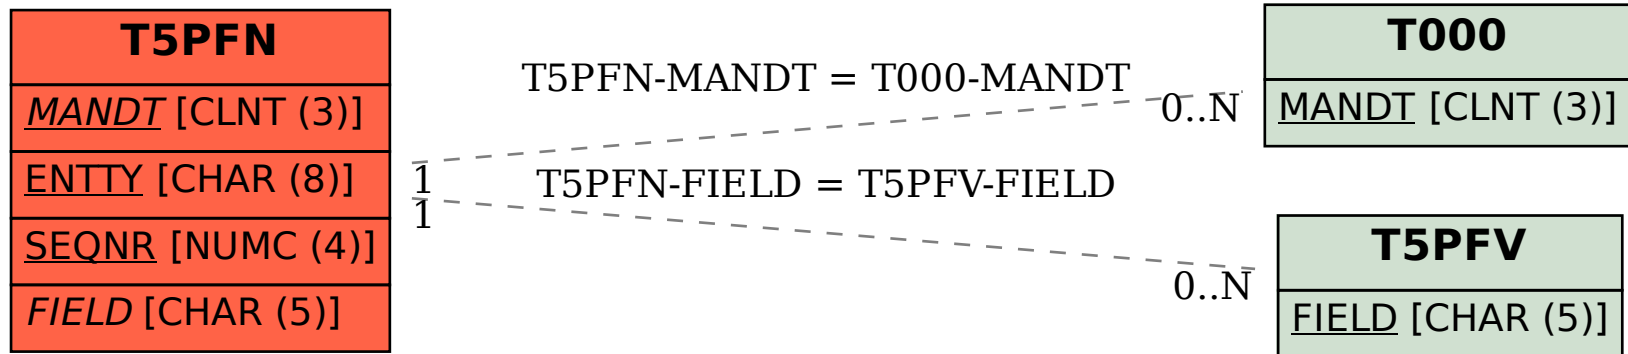 T5PFN
MANDT [CLNT (3)]
ENTTY [CHAR (8)]
SEQNR [NUMC (4)]
FIELD [CHAR (5)]
T5PFN-MANDT = T000-MANDT
0..N
1
T5PFN-FIELD = T5PFV-FIELD
1
0..N
T000
MANDT [CLNT (3)]
T5PFV
FIELD [CHAR (5)]